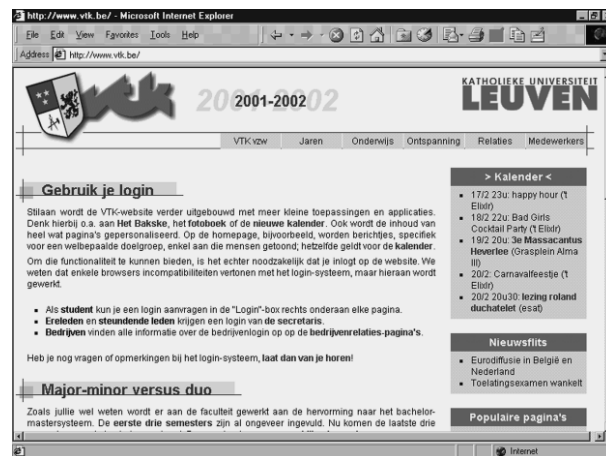 http://www.vtk.be/ - Microsoft Internet Explorer
File Edit View Favorites Tools Help
Address http://www.vtk.be/
vtk
2001-2002
2001-2002
KATHOLIEKE UNIVERSITEIT
LEUVEN
VTK vzw Jaren Onderwijs Ontspanning Relaties Medewerkers
Gebruik je login
Stilaan wordt de VTK-website verder uitgebouwd met meer kleine toepassingen en applicaties.
Denk hierbij o.a. aan Het Bakske, het fotoboek of de nieuwe kalender. Ook wordt de inhoud van
heel wat pagina's gepersonaliseerd. Op de homepage, bijvoorbeeld, worden berichtjes, specifiek
voor een welbepaalde doelgroep, enkel aan die mensen getoond; hetzelfde geldt voor de kalender.
Om die functionaliteit te kunnen bieden, is het echter noodzakelijk dat je inlogt op de website. We
weten dat enkele browsers incompatibiliteiten vertonen met het login-systeem, maar hieraan wordt
gewerkt.
Als student kun je een login aanvragen in de "Login"-box rechts onderaan elke pagina.
Ereleden en steundende leden krijgen een login van de secretaris.
Bedrijven vinden alle informatie over de bedrijvenlogin op op de bedrijvenrelaties-pagina's.
Heb je nog vragen of opmerkingen bij het login-systeem, laat dan van je horen!
Major-minor versus duo
Zoals jullie wel weten wordt er aan de faculteit gewerkt aan de hervorming naar het bachelor-
mastersysteem. De eerste drie semesters zijn al ongeveer ingevuld. Nu komen de laatste drie
> Kalender <
17/2 23u: happy hour ('t
Elixir)
18/2 22u: Bad Girls
Cocktail Party ('t Elixir)
19/2 20u: 3e Massacantus
Heverlee (Grasplein Alma
III)
20/2: Carnavalfeestje ('t
Elixir)
20/2 20u30: lezing roland
duchatelet (esat)
Nieuwsflits
Eurodiffusie in België en
Nederland
Toelatingsexamen wankelt
Populaire pagina's
Internet